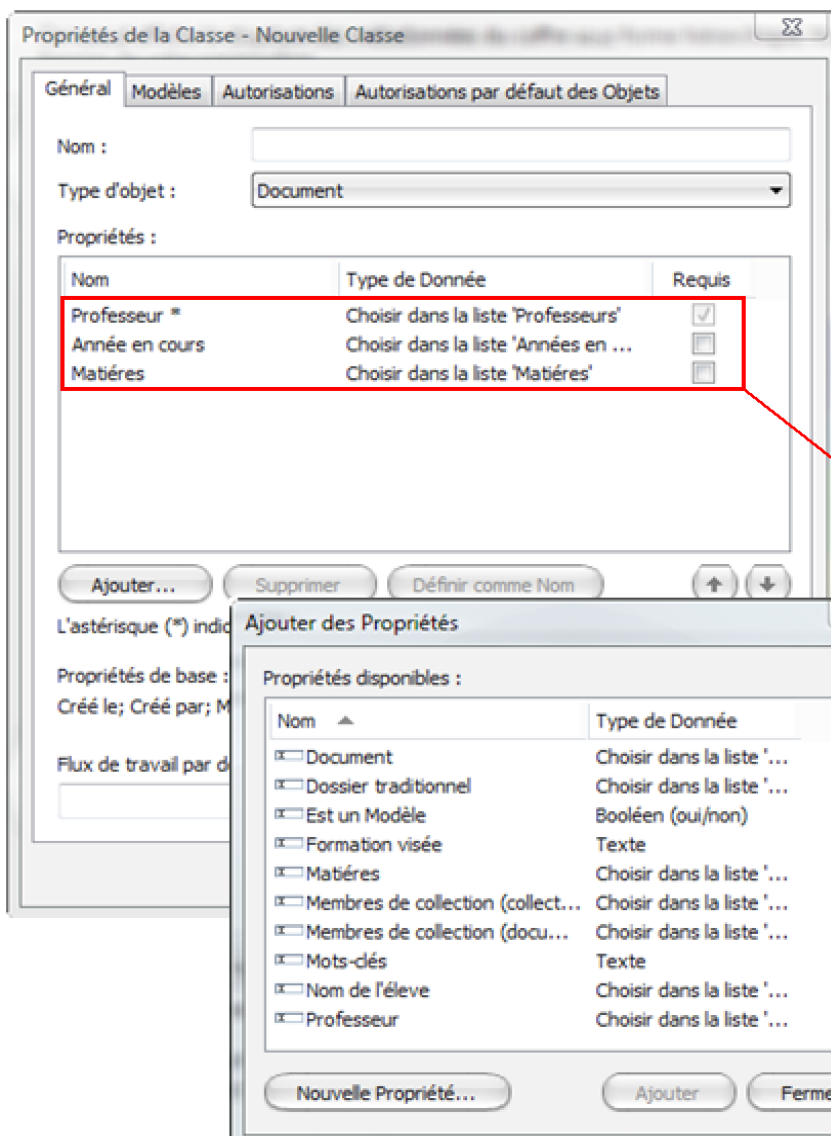 Propriétés de la Classe - Nouvelle Classe
Général Modèles Autorisations Autorisations par défaut des Objets
Nom :
Type d'objet : Document
Propriétés :
Nom Type de Donnée Requis
Professeur * Choisir dans la liste 'Professeurs'
Année en cours Choisir dans la liste 'Années en ...
Matiéres Choisir dans la liste 'Matiéres'
Ajouter... Supprimer Définir comme Nom
L'astérisque (*) indic
Propriétés de base :
Créé le; Créé par; M
Flux de travail par d
Ajouter des Propriétés
Propriétés disponibles :
Nom Type de Donnée
Document Choisir dans la liste '...
Dossier traditionnel Choisir dans la liste '...
Est un Modèle Booléen (oui/non)
Formation visée Texte
Matiéres Choisir dans la liste '...
Membres de collection (collect... Choisir dans la liste '...
Membres de collection (docu... Choisir dans la liste '...
Mots-clés Texte
Nom de l'éleve Choisir dans la liste '...
Professeur Choisir dans la liste '...
Nouvelle Propriété... Ajouter Ferme